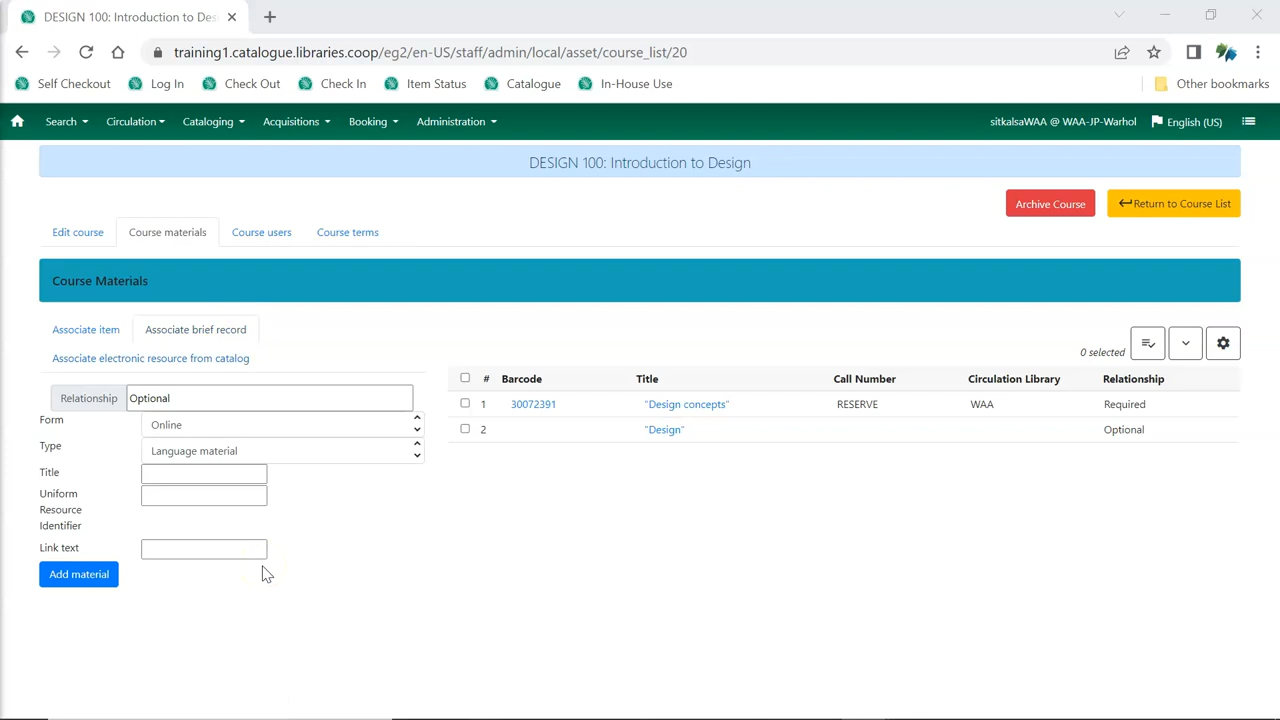 DESIGN 100: Introduction to Des
training1.catalogue.libraries.coop/eg2/en-US/staff/admin/local/asset/course_list/20
Self Checkout Log In Check Out Check In Item Status Catalogue In-House Use Other bookmarks
Search Circulation Cataloging Acquisitions Booking Administration sitkalsaWAA @ WAA-JP-Warhol English (US)
DESIGN 100: Introduction to Design
Archive Course Return to Course List
Edit course Course materials Course users Course terms
Course Materials
Associate item Associate brief record
Associate electronic resource from catalog
0 selected
# Barcode Title Call Number Circulation Library Relationship
1 30072391 "Design concepts" RESERVE WAA Required
2 "Design" Optional
Relationship Optional
Form Online
Type Language material
Title
Uniform
Resource
Identifier
Link text
Add material